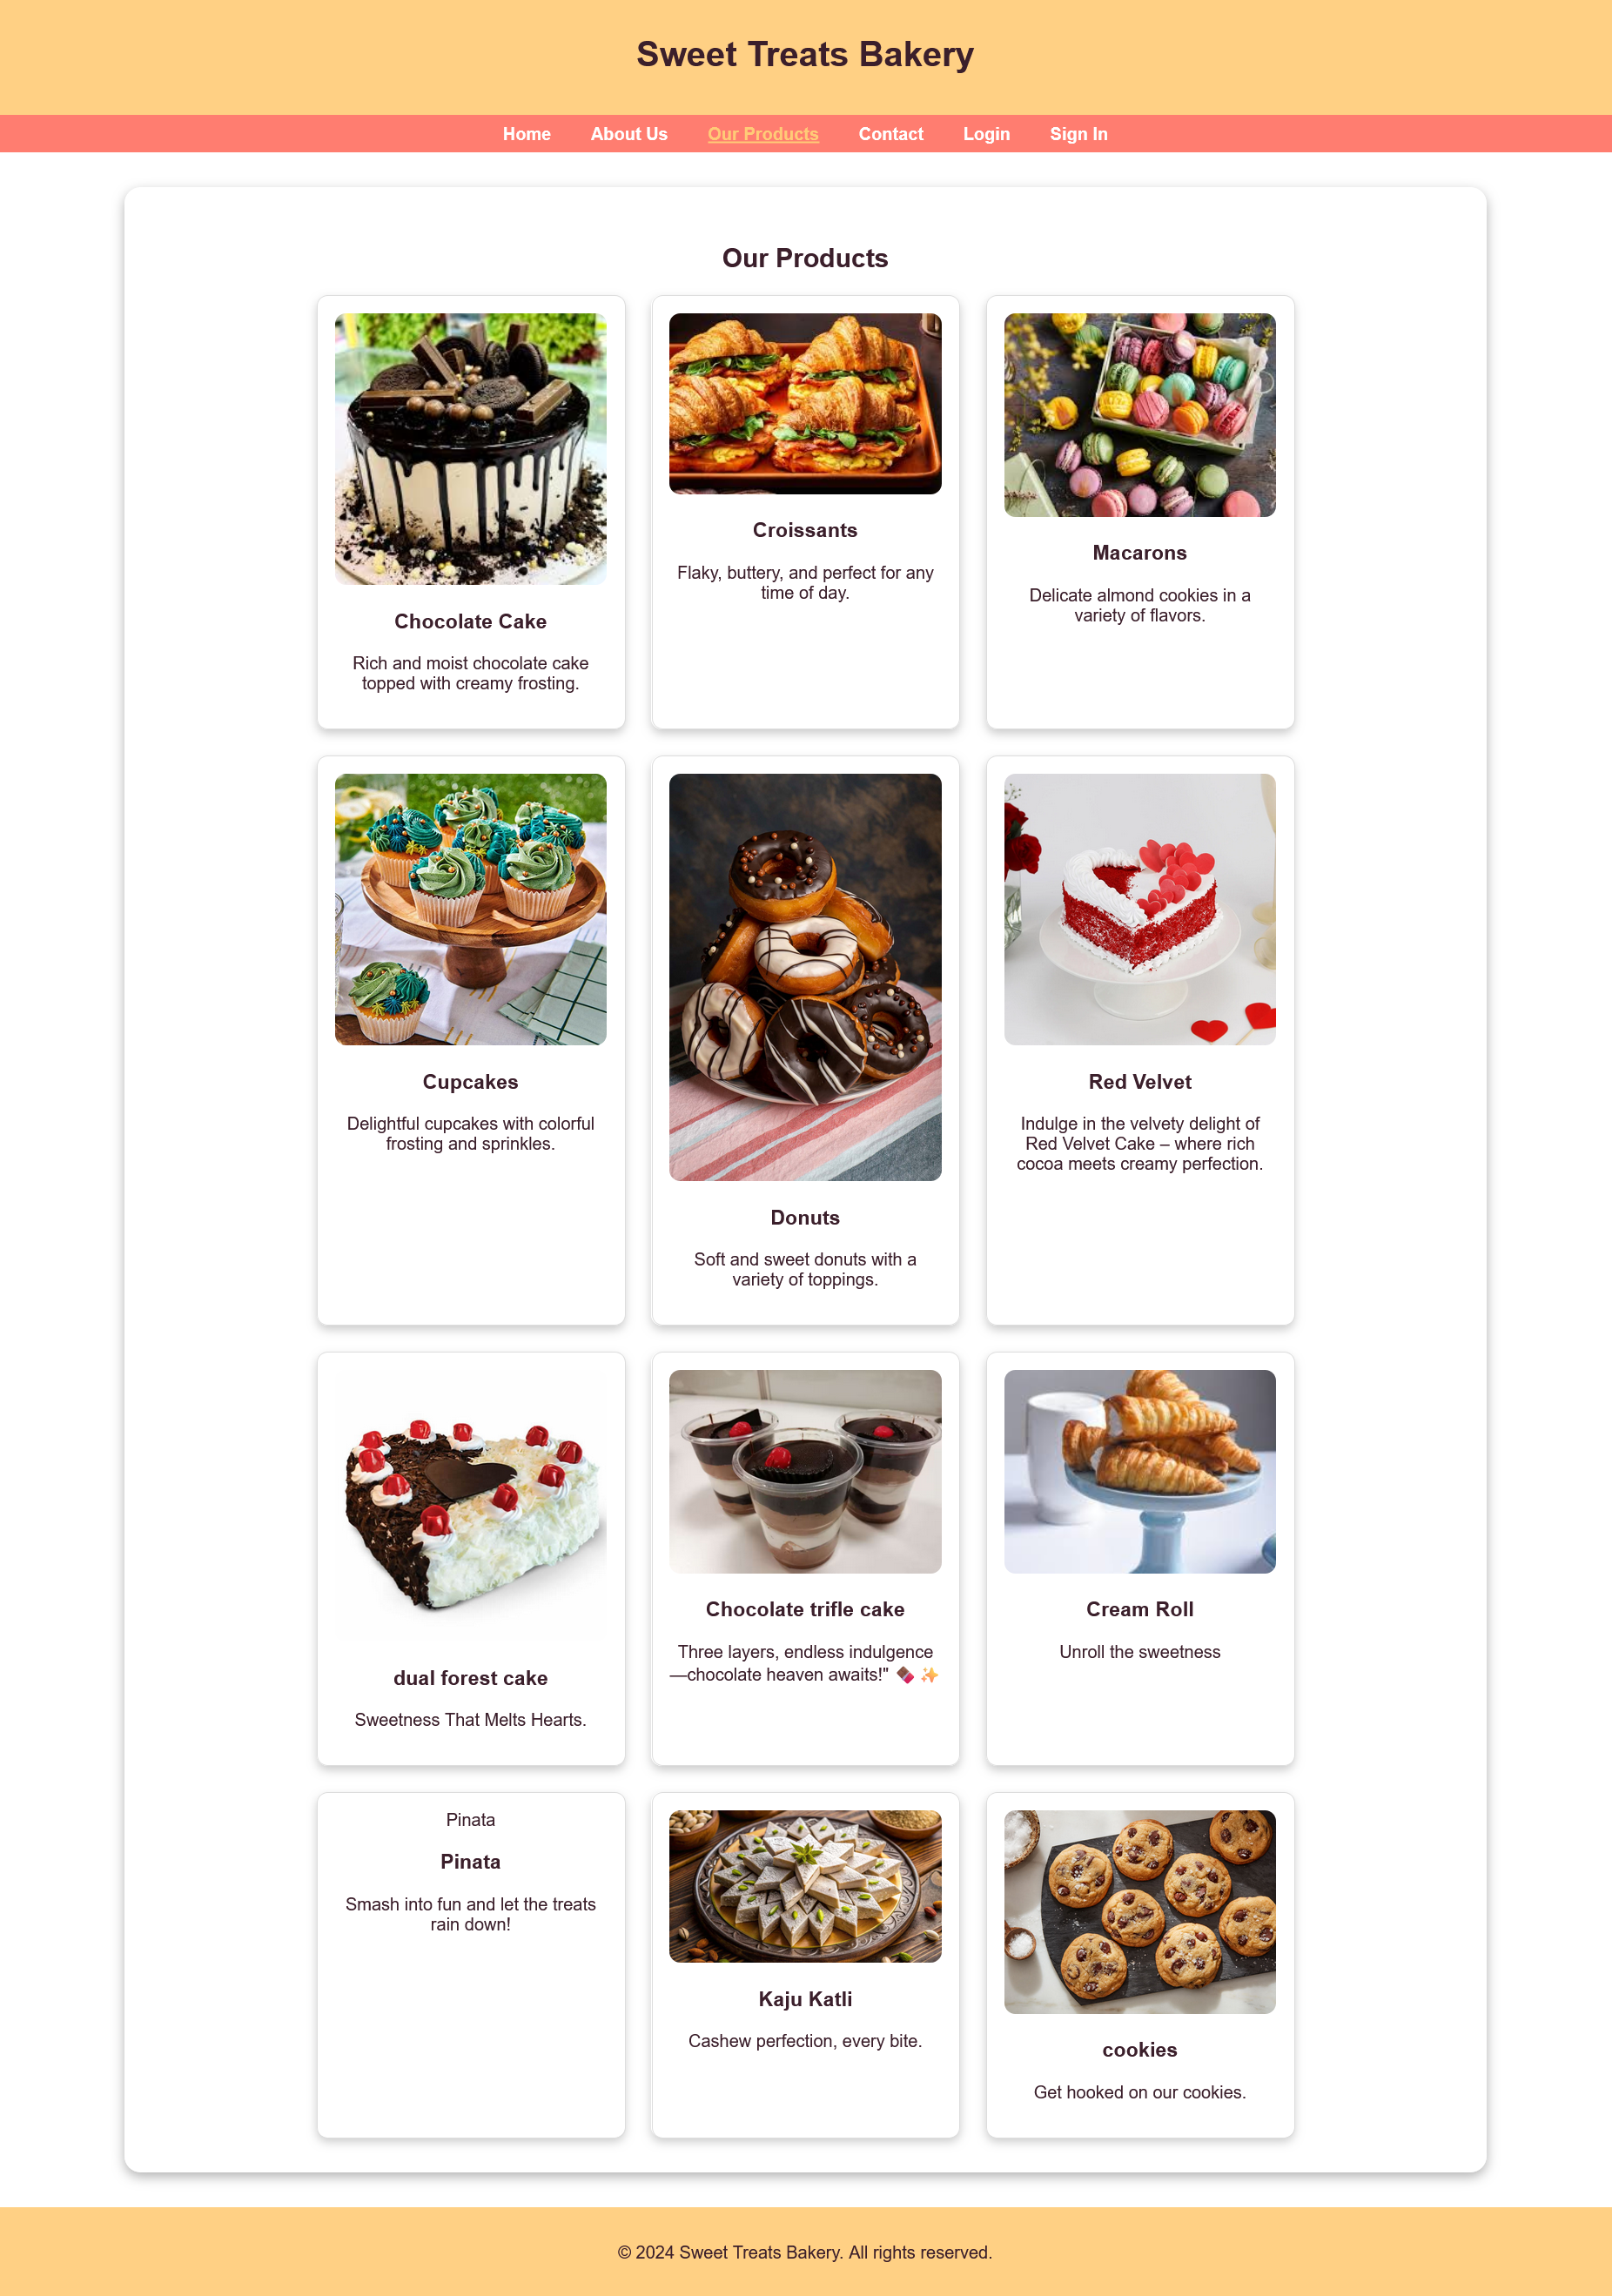 Sweet Treats Bakery
Home About Us Our Products Contact Login Sign In
Our Products
Chocolate Cake
Rich and moist chocolate cake
topped with creamy frosting.
Croissants
Flaky, buttery, and perfect for any
time of day.
Macarons
Delicate almond cookies in a
variety of flavors.
Cupcakes
Delightful cupcakes with colorful
frosting and sprinkles.
Donuts
Soft and sweet donuts with a
variety of toppings.
Red Velvet
Indulge in the velvety delight of
Red Velvet Cake – where rich
cocoa meets creamy perfection.
dual forest cake
Sweetness That Melts Hearts.
Chocolate trifle cake
Three layers, endless indulgence
—chocolate heaven awaits!" 🍫 ✨
Cream Roll
Unroll the sweetness
Pinata
Pinata
Smash into fun and let the treats
rain down!
Kaju Katli
Cashew perfection, every bite.
cookies
Get hooked on our cookies.
© 2024 Sweet Treats Bakery. All rights reserved.